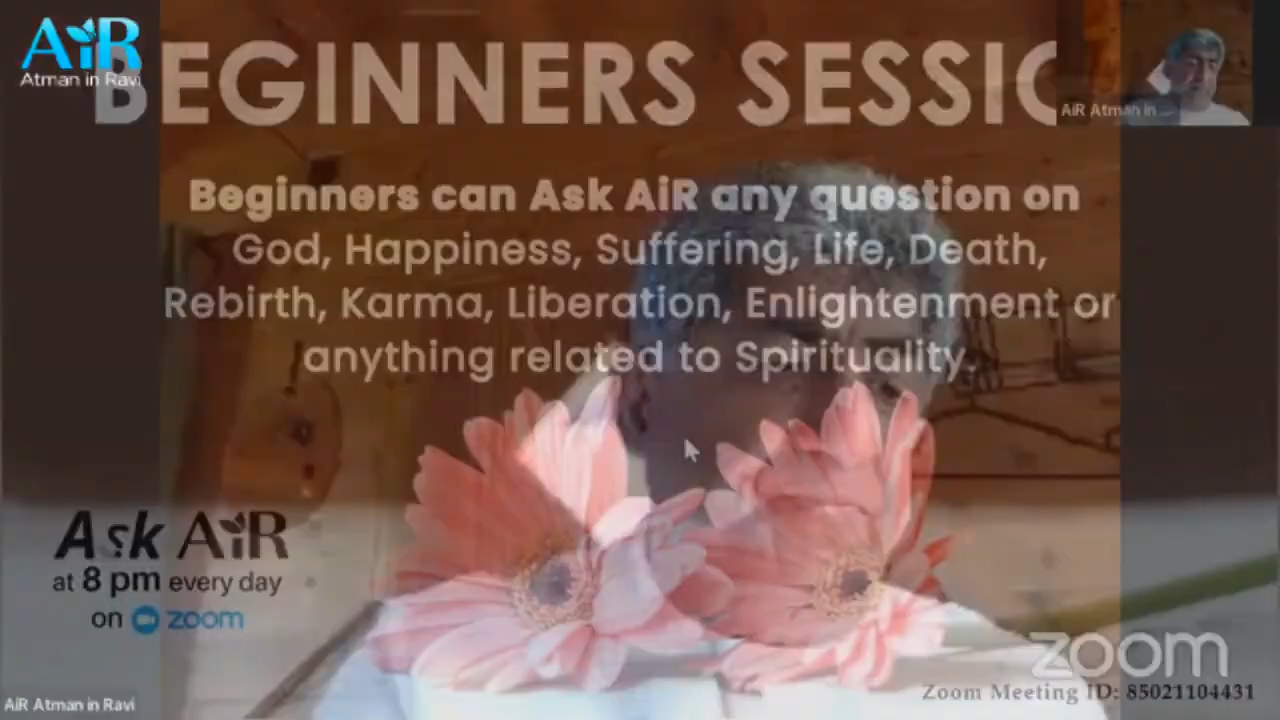 AiR
Atman in Ravi
BEGINNERS SESSIO
AiR Atman in ...
Beginners can Ask AiR any question on
God, Happiness, Suffering, Life, Death,
Rebirth, Karma, Liberation, Enlightenment or
anything related to Spirituality.
Ask AiR
at 8 pm every day
on zoom
zoom
Zoom Meeting ID: 85021104431
AiR Atman in Ravi